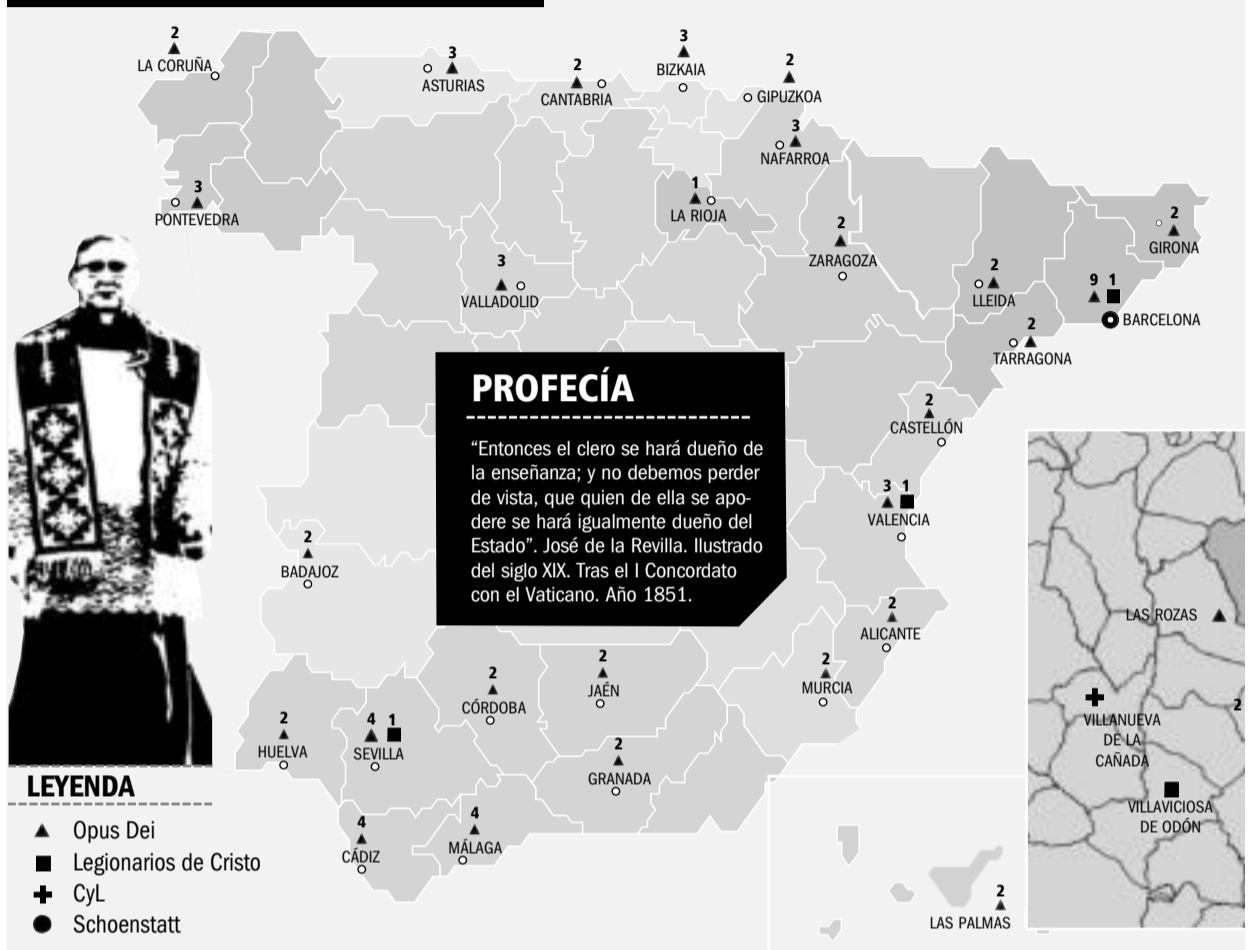 2
LA CORUÑA
3
ASTURIAS
2
CANTABRIA
3
BIZKAIA
2
GIPUZKOA
3
NAFARROA
3
PONTEVEDRA
1
LA RIOJA
2
ZARAGOZA
2
GIRONA
3
VALLADOLID
2
LLEIDA
9 1
BARCELONA
2
TARRAGONA
PROFECÍA
“Entonces el clero se hará dueño de
la enseñanza; y no debemos perder
de vista, que quien de ella se apo-
dere se hará igualmente dueño del
Estado”. José de la Revilla. Ilustrado
del siglo XIX. Tras el I Concordato
con el Vaticano. Año 1851.
2
CASTELLÓN
3 1
VALENCIA
2
BADAJOZ
2
ALICANTE
2
MURCIA
2
CÓRDOBA
2
JAÉN
2
HUELVA
4 1
SEVILLA
2
GRANADA
4
CÁDIZ
4
MÁLAGA
2
LAS PALMAS
LAS ROZAS
2
VILLANUEVA
DE LA
CAÑADA
VILLAVICIOSA
DE ODÓN
LEYENDA
Opus Dei
Legionarios de Cristo
CyL
Schoenstatt